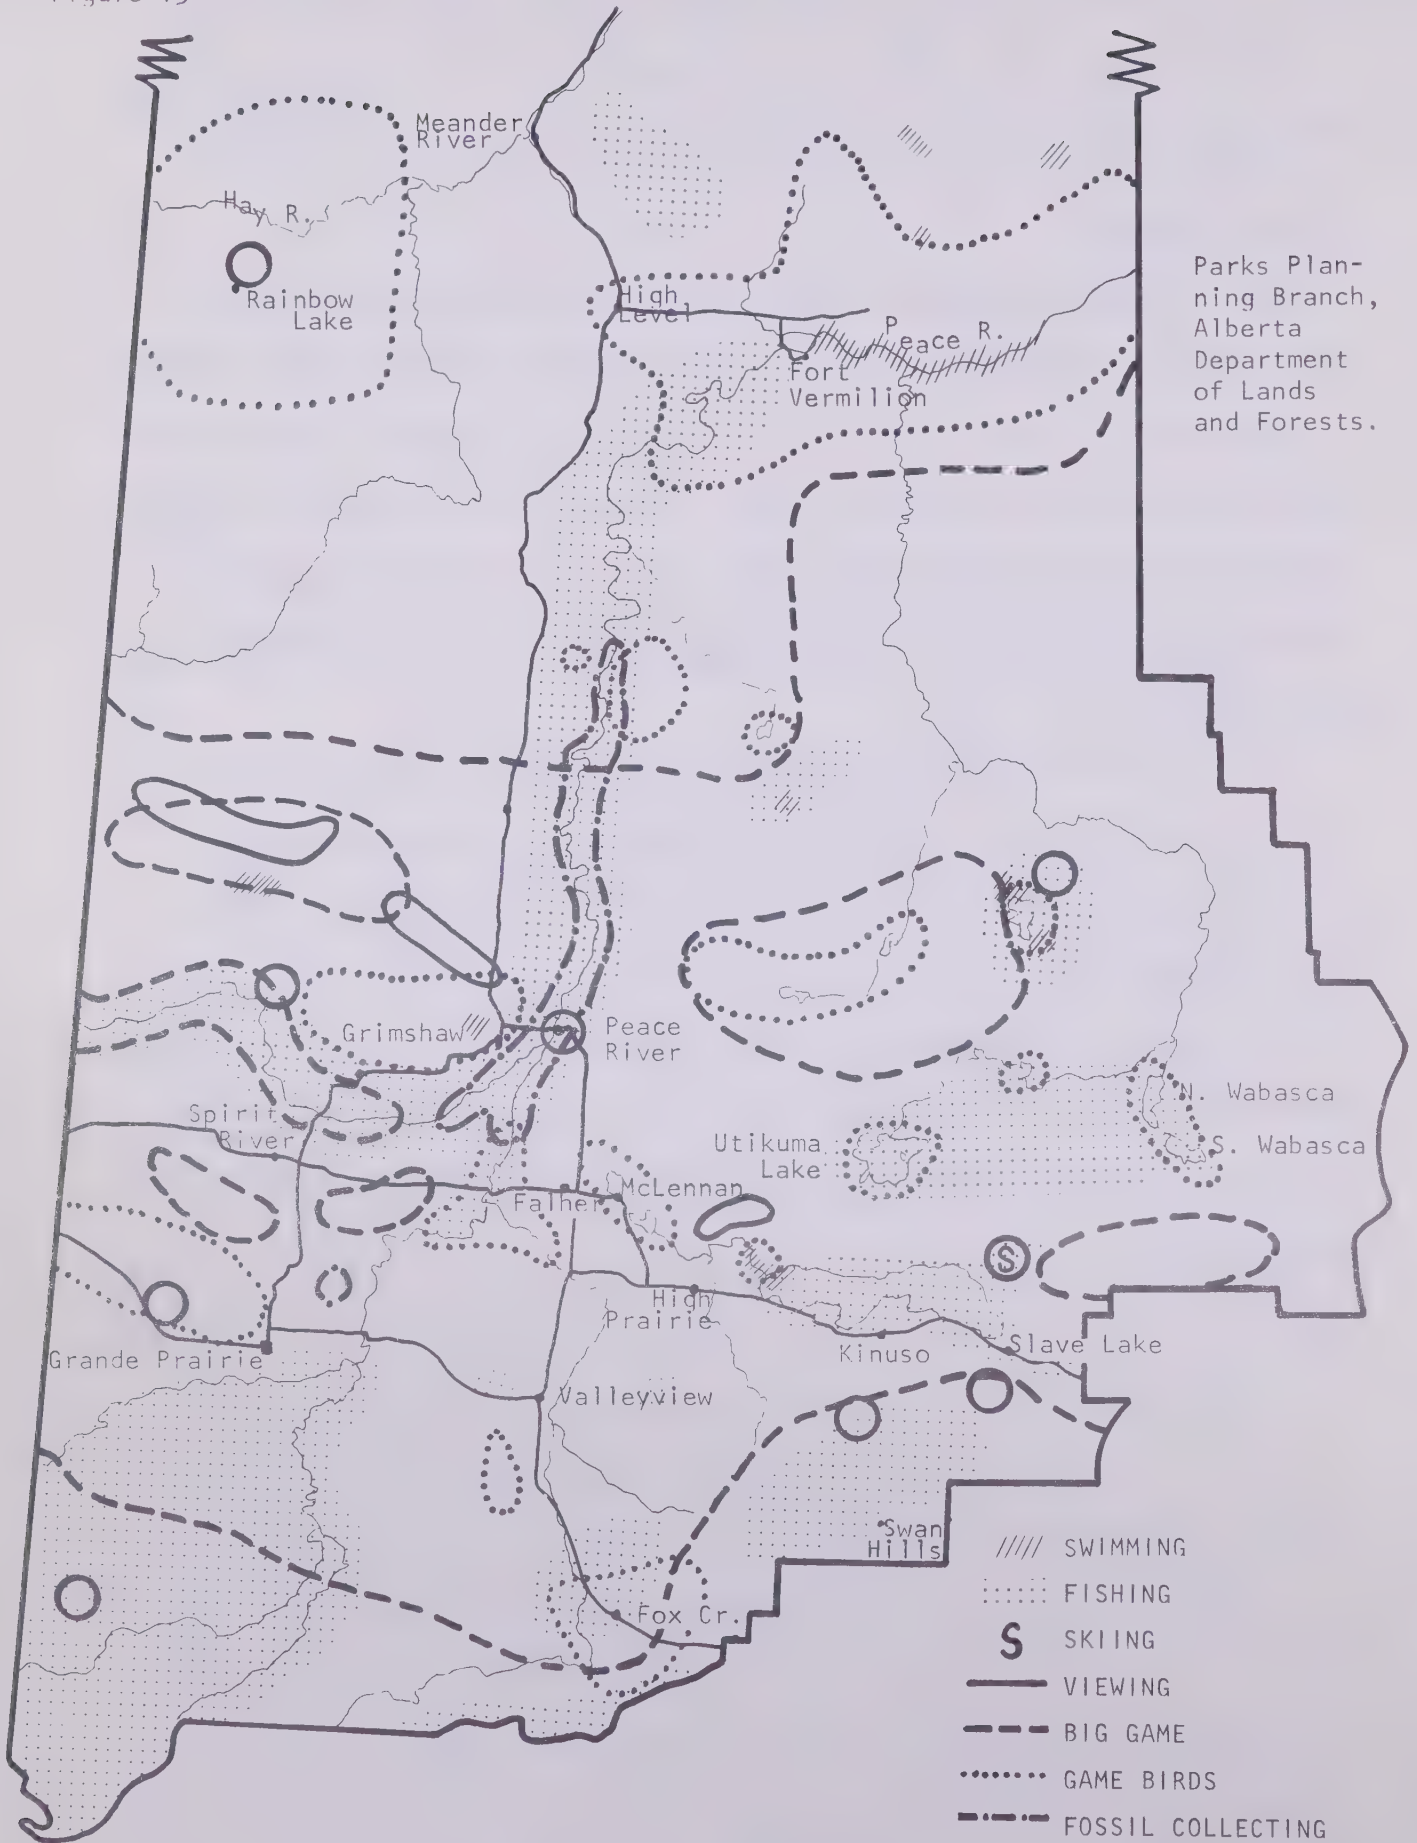 Meander
River
Hay R.
Rainbow
Lake
High
Level
Peace R.
Fort
Vermilion
Parks Plan-
ning Branch,
Alberta
Department
of Lands
and Forests.
Grimshaw
Peace
River
Spirit
River
N. Wabasca
S. Wabasca
Utikuma
Lake
McLennan
Falher
S
High
Prairie
Kinuso
Slave Lake
Grande Prairie
Valleyview
Swan
Hills
Fox Cr.
SWIMMING
FISHING
S SKIING
VIEWING
BIG GAME
GAME BIRDS
FOSSIL COLLECTING